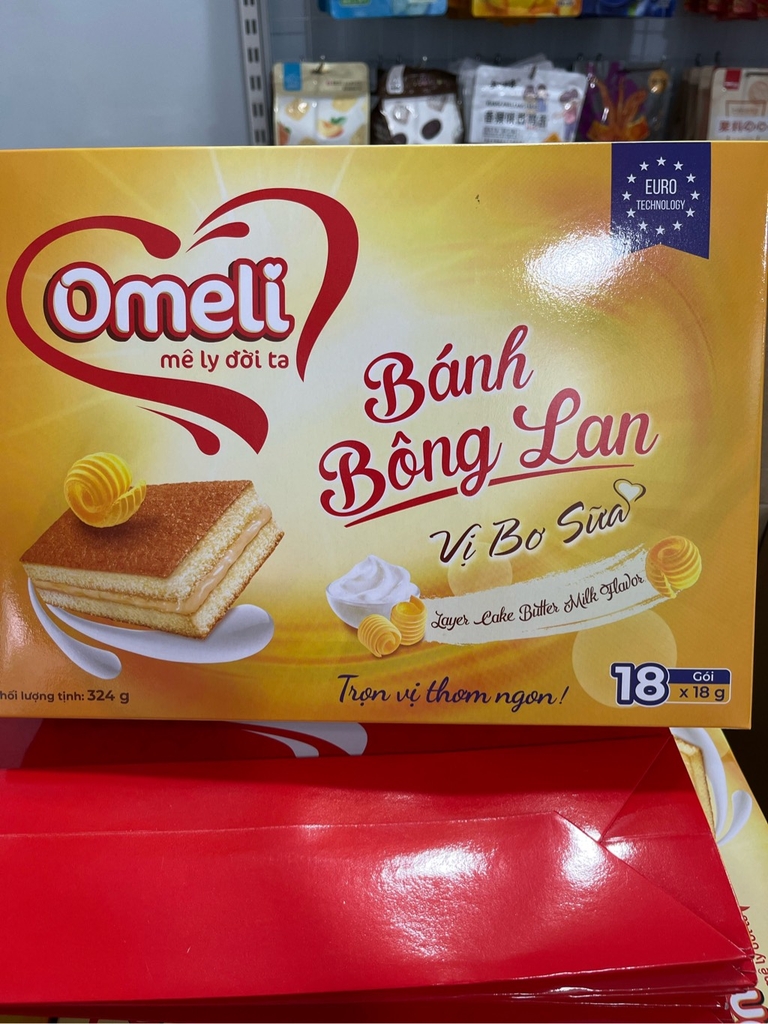 EURO
TECHNOLOGY
Omeli
mê ly đời ta
Bánh
Bông Lan
Vị Bơ Sữa
Layer Cake Butter Milk Flavor
Trọn vị thơm ngon!
hối lượng tịnh: 324 g
18 Gói
x 18 g